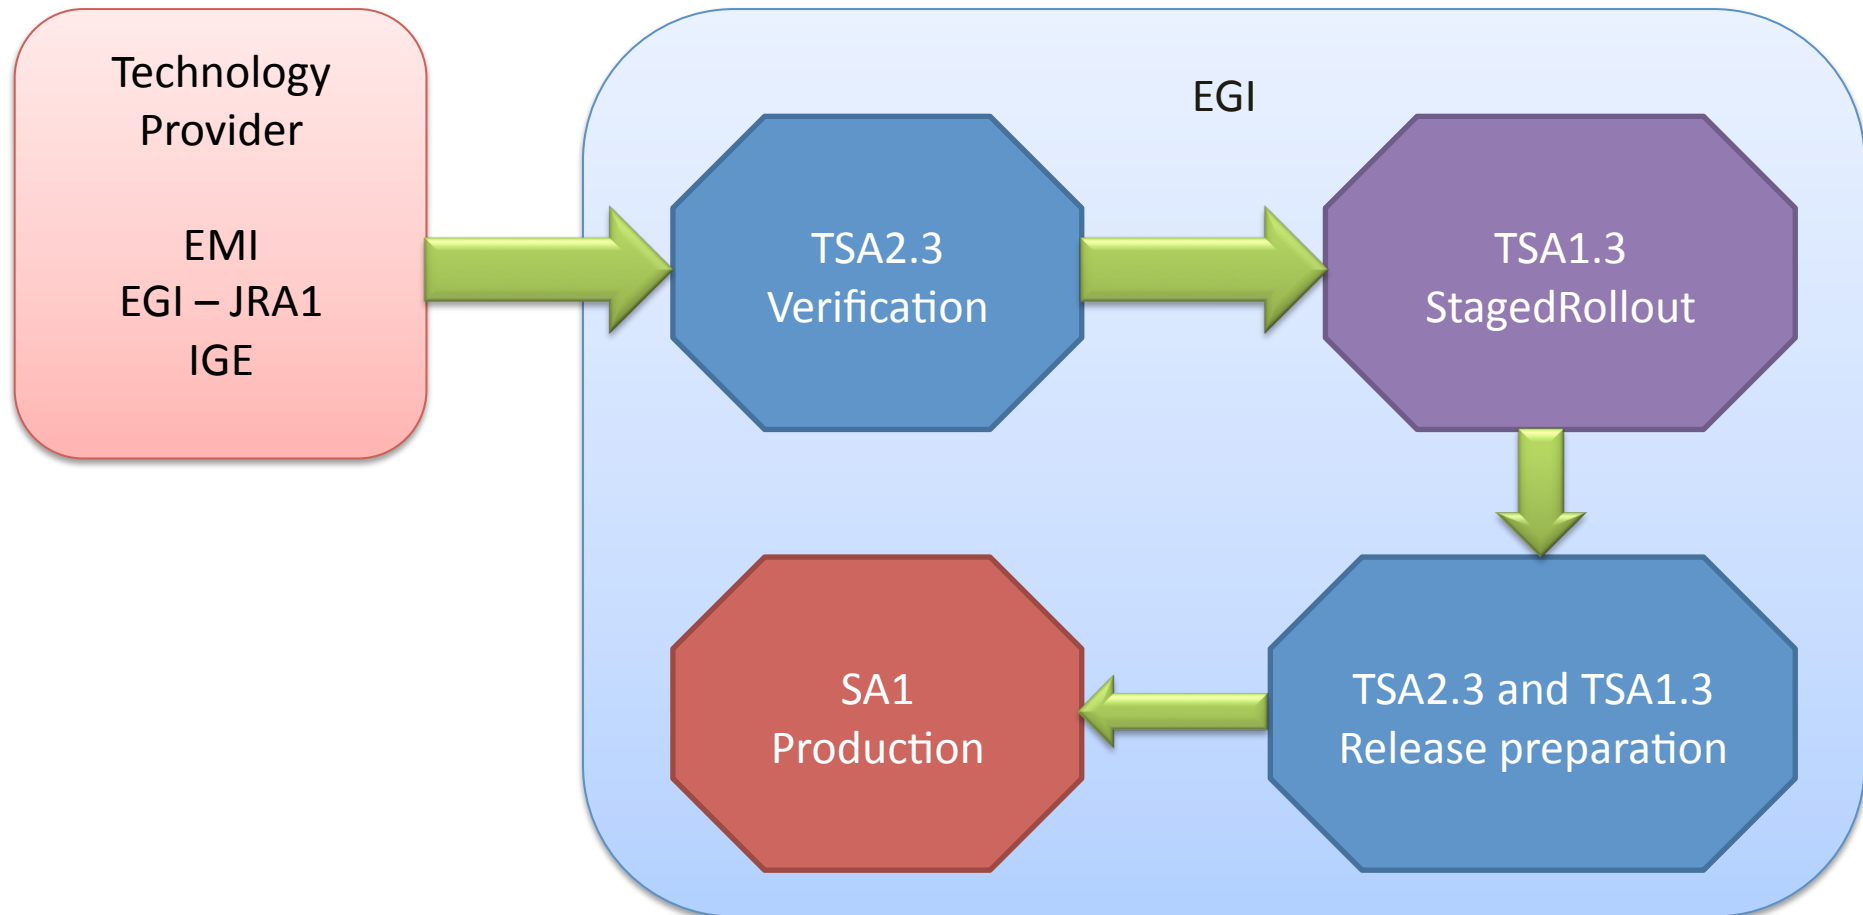 Technology
Provider
EMI
EGI – JRA1
IGE
EGI
TSA2.3
Verification
TSA1.3
StagedRollout
SA1
Production
TSA2.3 and TSA1.3
Release preparation